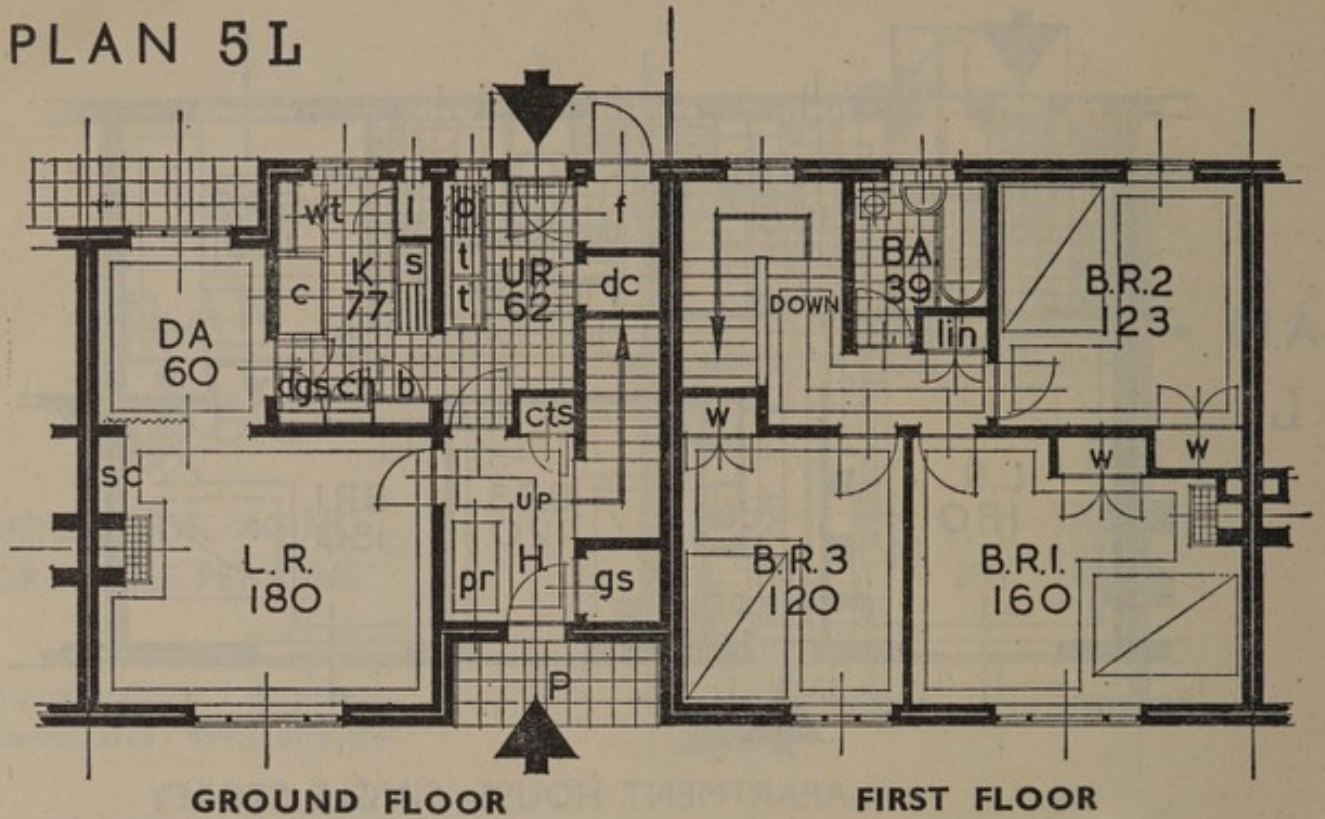 PLAN 5L
wt
l
o
t
t
f
K
77
s
c
UR
62
dc
DA
60
dgs
ch
b
cts
sc
UP
L.R.
180
pr
H.
gs
P
GROUND FLOOR
DOWN
BA.
39
lin
B.R.2
123
w
w
w
B.R.3
120
B.R.1.
160
FIRST FLOOR